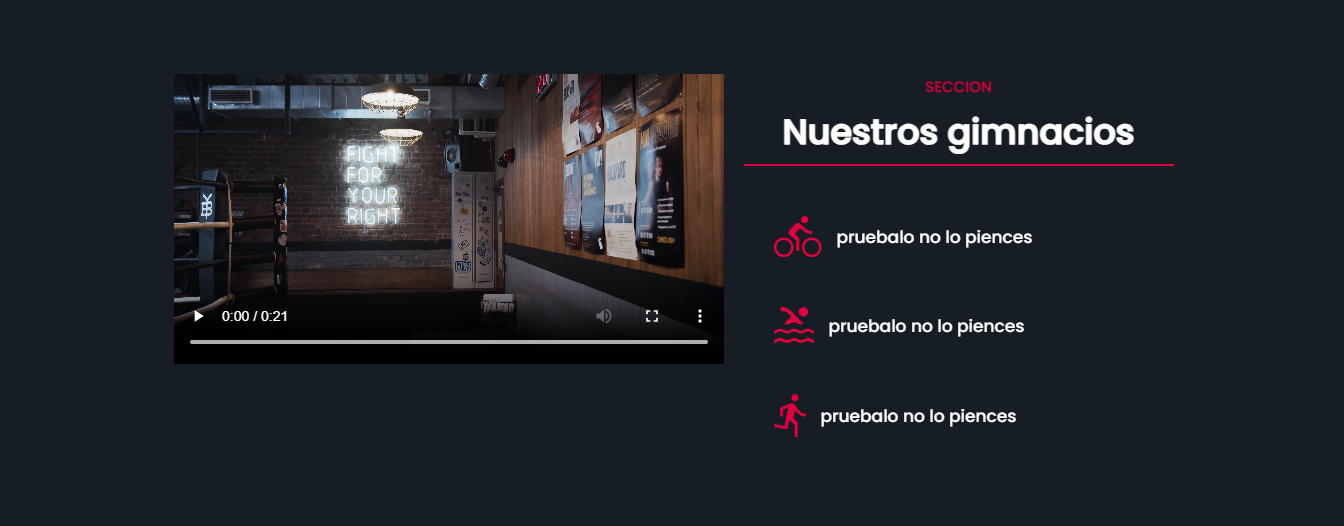 SECCION
Nuestros gimnacios
FIGHT
FOR
YOUR
RIGHT
0:00 / 0:21
pruebalo no lo piences
pruebalo no lo piences
pruebalo no lo piences